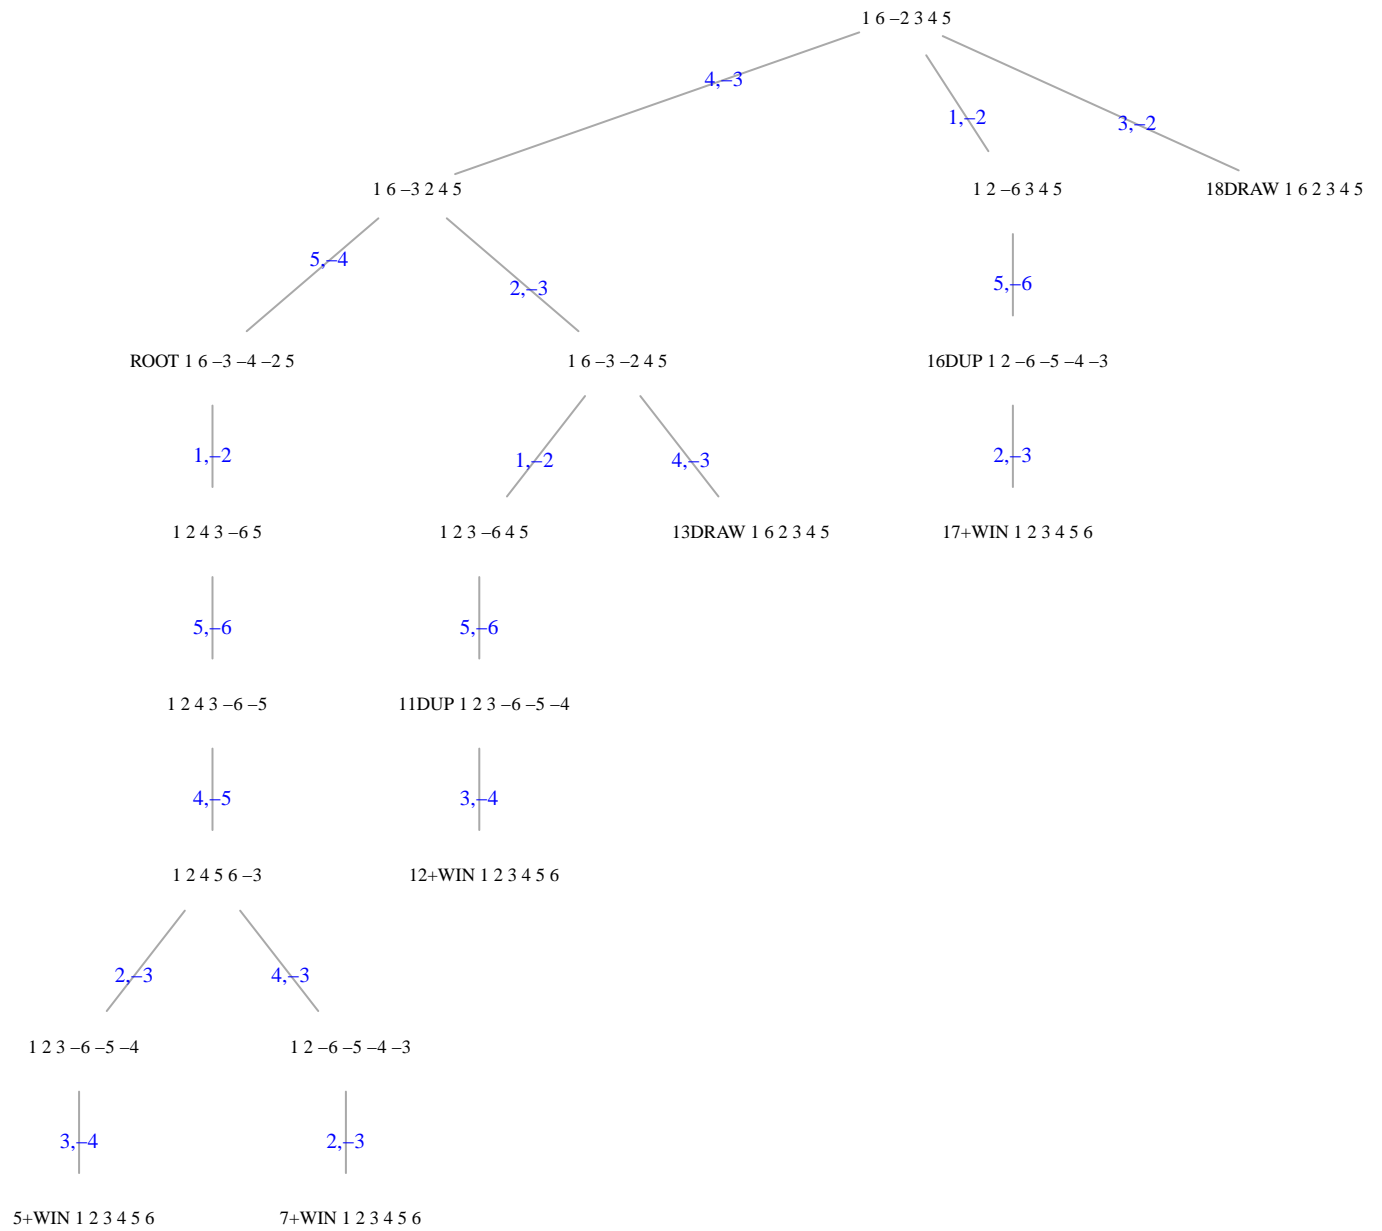 1 6 –2 3 4 5
4,–3
1,–2
3,–2
1 6 –3 2 4 5
1 2 –6 3 4 5
18DRAW 1 6 2 3 4 5
5,–4
2,–3
5,–6
ROOT 1 6 –3 –4 –2 5
1 6 –3 –2 4 5
16DUP 1 2 –6 –5 –4 –3
1,–2
1,–2
4,–3
2,–3
1 2 4 3 –6 5
1 2 3 –6 4 5
13DRAW 1 6 2 3 4 5
17+WIN 1 2 3 4 5 6
5,–6
5,–6
1 2 4 3 –6 –5
11DUP 1 2 3 –6 –5 –4
4,–5
3,–4
1 2 4 5 6 –3
12+WIN 1 2 3 4 5 6
2,–3
4,–3
1 2 3 –6 –5 –4
1 2 –6 –5 –4 –3
3,–4
2,–3
5+WIN 1 2 3 4 5 6
7+WIN 1 2 3 4 5 6